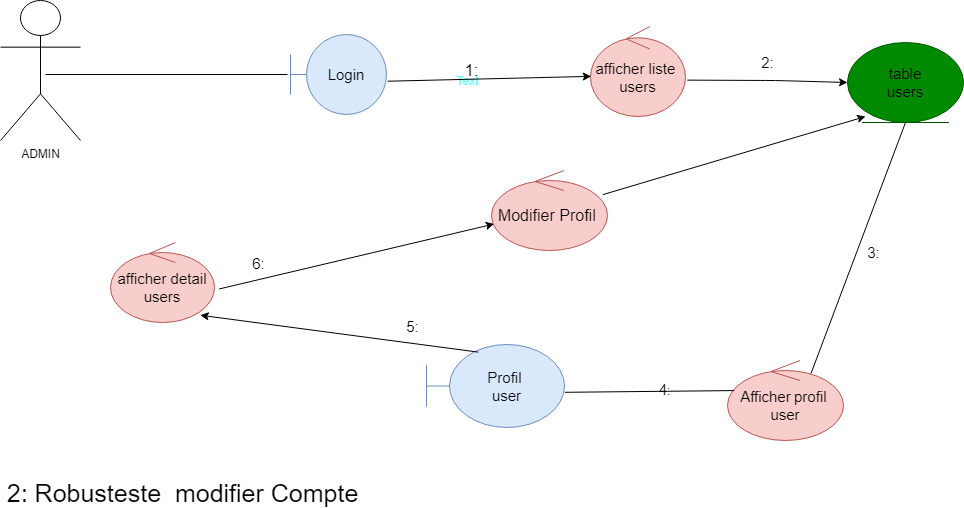 Login
1:
Text
afficher liste
users
2:
table
users
ADMIN
Modifier Profil
3:
6:
afficher detail
users
5:
Profil
user
4:
Afficher profil
user
2: Robusteste  modifier Compte